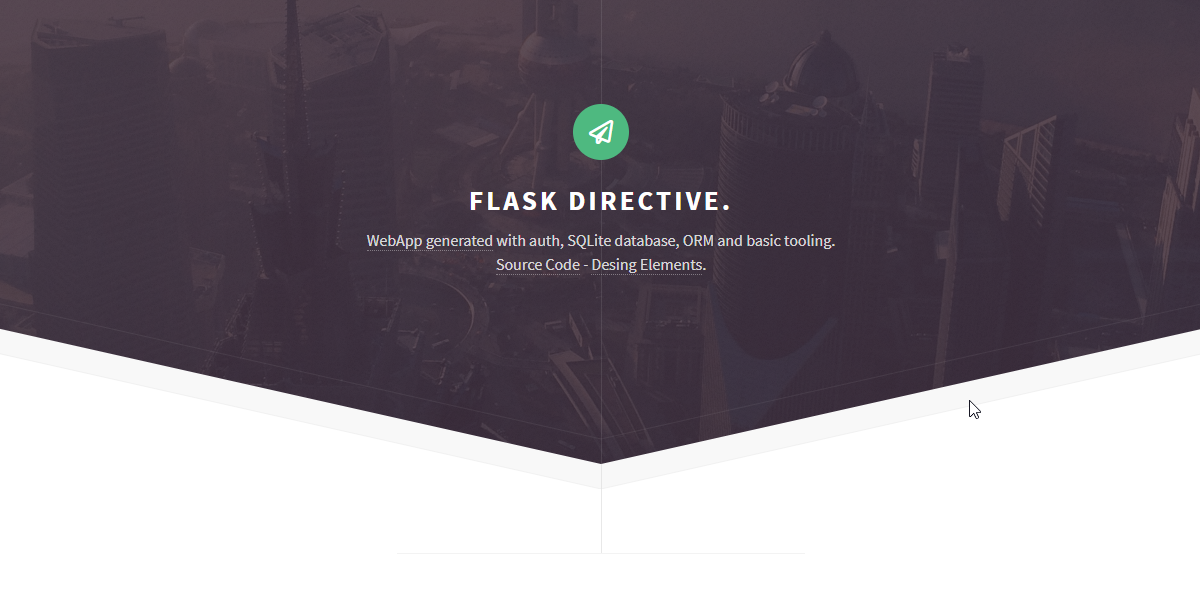 FLASK DIRECTIVE.
WebApp generated with auth, SQLite database, ORM and basic tooling.
Source Code - Desing Elements.